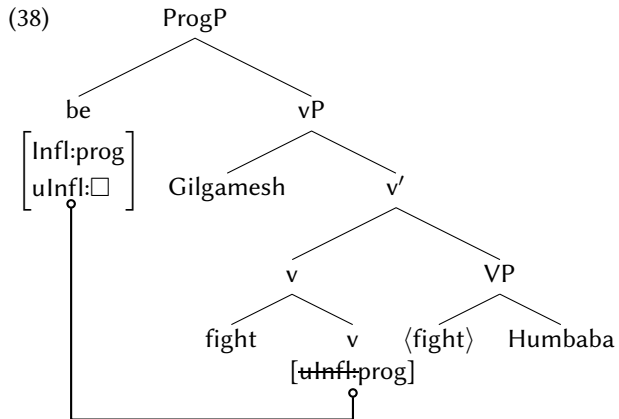 (38) ProgP
be vP
[Infl:prog
uInfl:□] Gilgamesh v′
v VP
fight v ⟨fight⟩ Humbaba
[uInfl:prog]